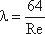 λ = 64/Re